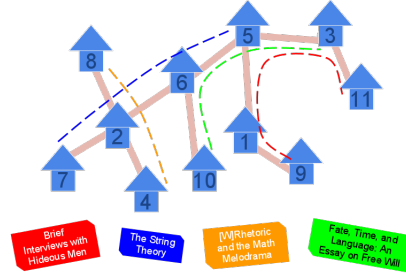 5
3
8
6
11
2
1
7
4
10
9
Brief
Interviews with
Hideous Men
The String
Theory
[W]Rhetoric
and the Math
Melodrama
Fate, Time, and
Language: An
Essay on Free Will